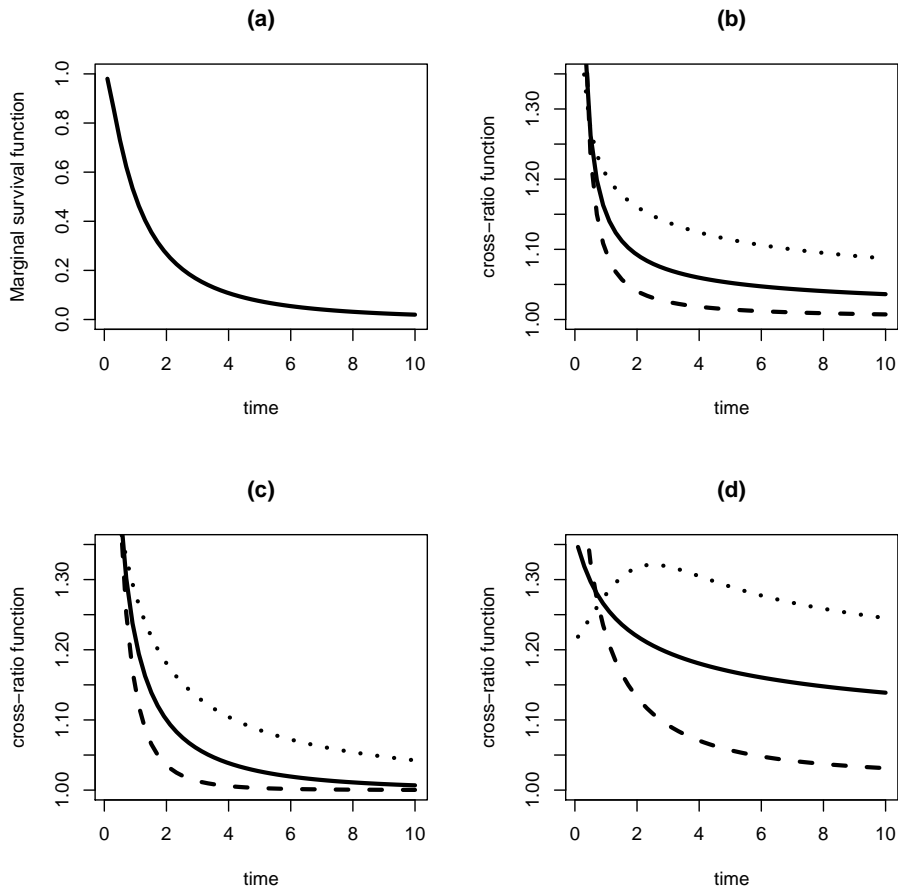 (a)
Marginal survival function
0.0 0.2 0.4 0.6 0.8 1.0
0 2 4 6 8 10
time
(b)
cross−ratio function
1.00 1.10 1.20 1.30
0 2 4 6 8 10
time
(c)
cross−ratio function
1.00 1.10 1.20 1.30
0 2 4 6 8 10
time
(d)
cross−ratio function
1.00 1.10 1.20 1.30
0 2 4 6 8 10
time